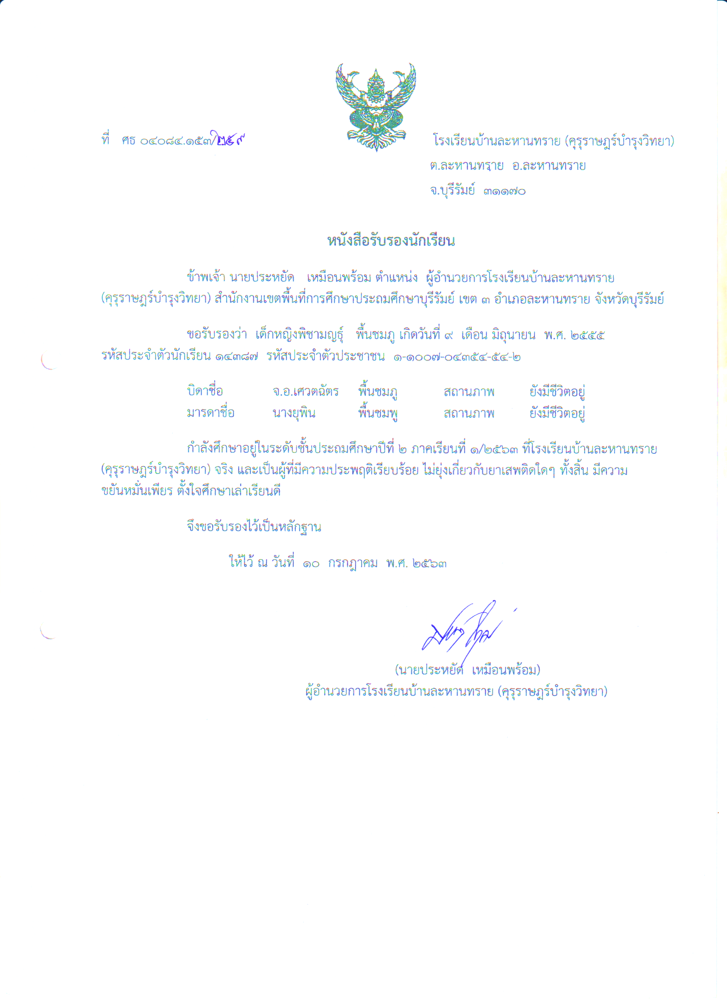 ที่ ศธ ๐๔๐๘๔.๑๕๓/๒๕๙
โรงเรียนบ้านละหานทราย (คุรุราษฎร์บำรุงวิทยา)
ต.ละหานทราย อ.ละหานทราย
จ.บุรีรัมย์ ๓๑๑๗๐
หนังสือรับรองนักเรียน
ข้าพเจ้า นายประหยัด เหมือนพร้อม ตำแหน่ง ผู้อำนวยการโรงเรียนบ้านละหานทราย
(คุรุราษฎร์บำรุงวิทยา) สำนักงานเขตพื้นที่การศึกษาประถมศึกษาบุรีรัมย์ เขต ๓ อำเภอละหานทราย จังหวัดบุรีรัมย์
ขอรับรองว่า เด็กหญิงพิชามญธุ์ พื้นชมภู เกิดวันที่ ๙ เดือน มิถุนายน พ.ศ. ๒๕๕๕
รหัสประจำตัวนักเรียน ๑๔๓๘๗ รหัสประจำตัวประชาชน ๑-๑๐๐๗-๐๔๓๕๔-๕๔-๒
บิดาชื่อ จ.อ.เศวตฉัตร พื้นชมภู สถานภาพ ยังมีชีวิตอยู่
มารดาชื่อ นางยุพิน พื้นชมพู สถานภาพ ยังมีชีวิตอยู่
กำลังศึกษาอยู่ในระดับชั้นประถมศึกษาปีที่ ๒ ภาคเรียนที่ ๑/๒๕๖๓ ที่โรงเรียนบ้านละหานทราย
(คุรุราษฎร์บำรุงวิทยา) จริง และเป็นผู้ที่มีความประพฤติเรียบร้อย ไม่ยุ่งเกี่ยวกับยาเสพติดใดๆ ทั้งสิ้น มีความ
ขยันหมั่นเพียร ตั้งใจศึกษาเล่าเรียนดี
จึงขอรับรองไว้เป็นหลักฐาน
ให้ไว้ ณ วันที่ ๑๐ กรกฎาคม พ.ศ. ๒๕๖๓
(นายประหยัด เหมือนพร้อม)
ผู้อำนวยการโรงเรียนบ้านละหานทราย (คุรุราษฎร์บำรุงวิทยา)